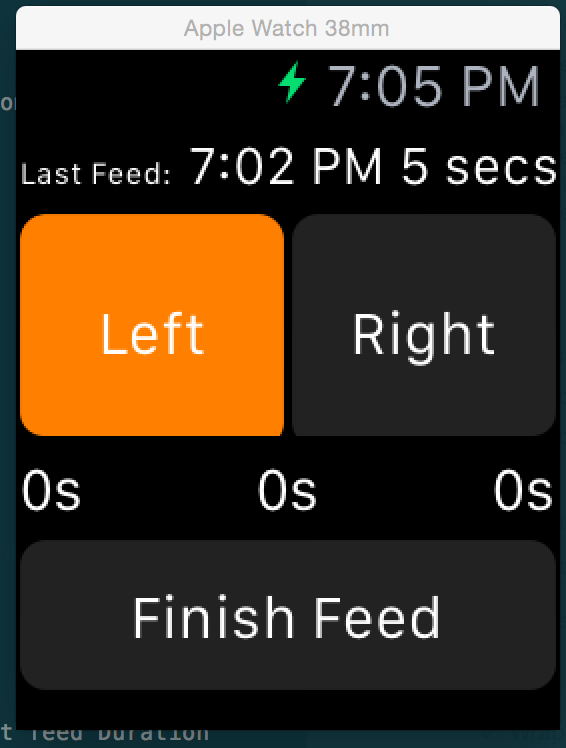 Apple Watch 38mm
7:05 PM
Last Feed: 7:02 PM 5 secs
Left Right
0s 0s 0s
Finish Feed
t feed Duration